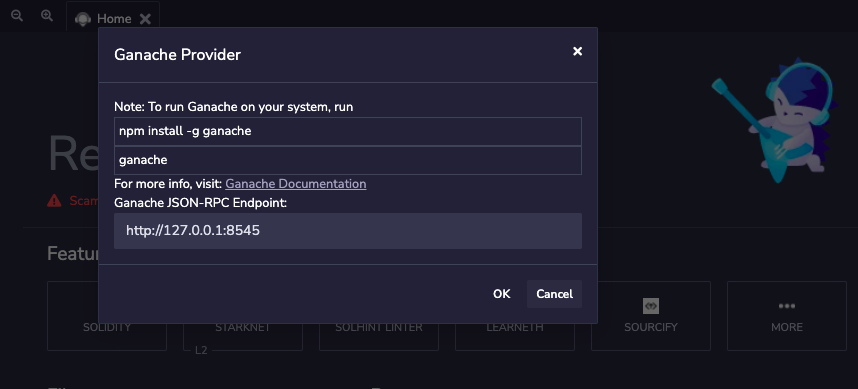 Home
Ganache Provider
Note: To run Ganache on your system, run
npm install -g ganache
ganache
For more info, visit: Ganache Documentation
Ganache JSON-RPC Endpoint:
http://127.0.0.1:8545
OK
Cancel
Re
Scam
Featur
SOLIDITY
STARKNET
SOLHINT LINTER
LEARNETH
SOURCIFY
MORE
L2